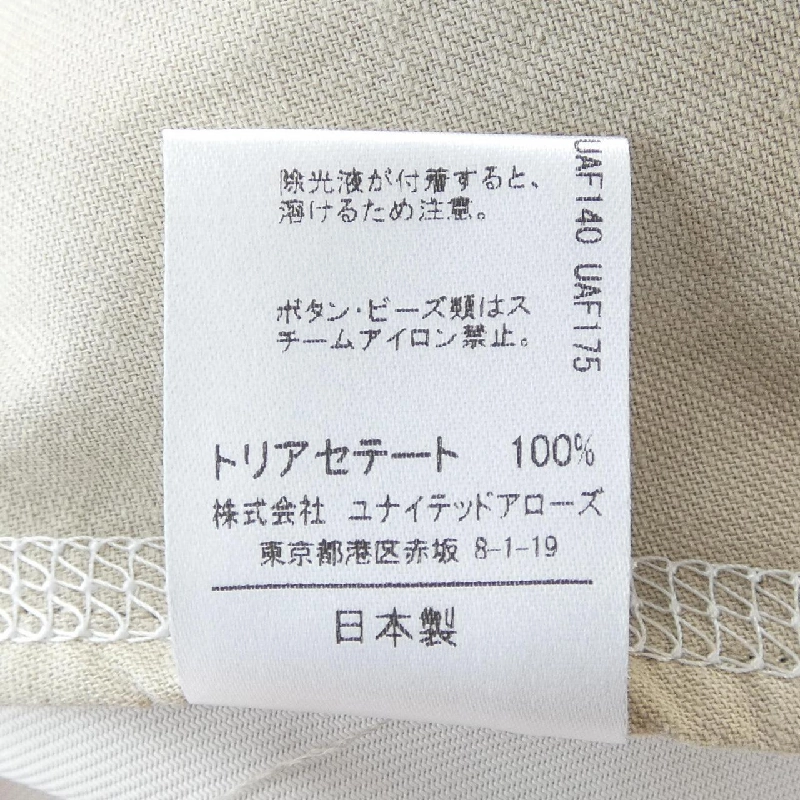 除光液が付着すると、
溶けるため注意。
UAF140 UAF175
ボタン・ビーズ類はス
チームアイロン禁止。
トリアセテート 100%
株式会社 ユナイテッドアローズ
東京都港区赤坂 8-1-19
日本製